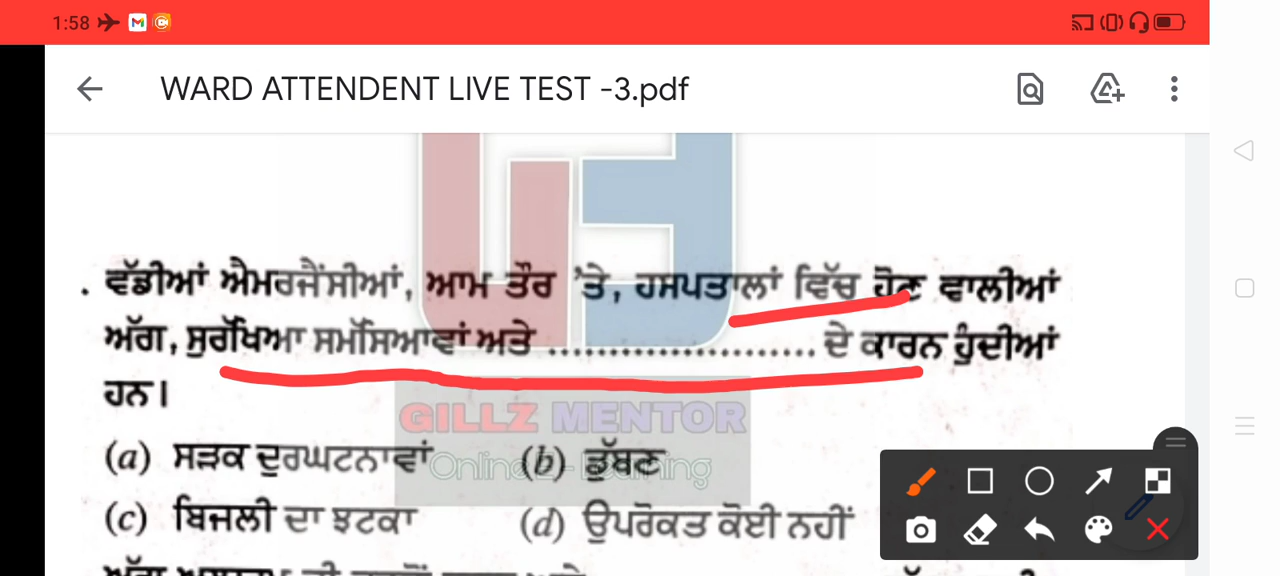 1:58
WARD ATTENDENT LIVE TEST -3.pdf
. ਵੱਡੀਆਂ ਐਮਰਜੈਂਸੀਆਂ, ਆਮ ਤੌਰ 'ਤੇ, ਹਸਪਤਾਲਾਂ ਵਿੱਚ ਹੋਣ ਵਾਲੀਆਂ
ਅੱਗ, ਸੁਰੱਖਿਆ ਸਮੱਸਿਆਵਾਂ ਅਤੇ ........................ ਦੇ ਕਾਰਨ ਹੁੰਦੀਆਂ
ਹਨ।
GILLZ MENTOR
(a) ਸੜਕ ਦੁਰਘਟਨਾਵਾਂ (b) ਡੁੱਬਣ
Online E-Learning
(c) ਬਿਜਲੀ ਦਾ ਝਟਕਾ (d) ਉਪਰੋਕਤ ਕੋਈ ਨਹੀਂ